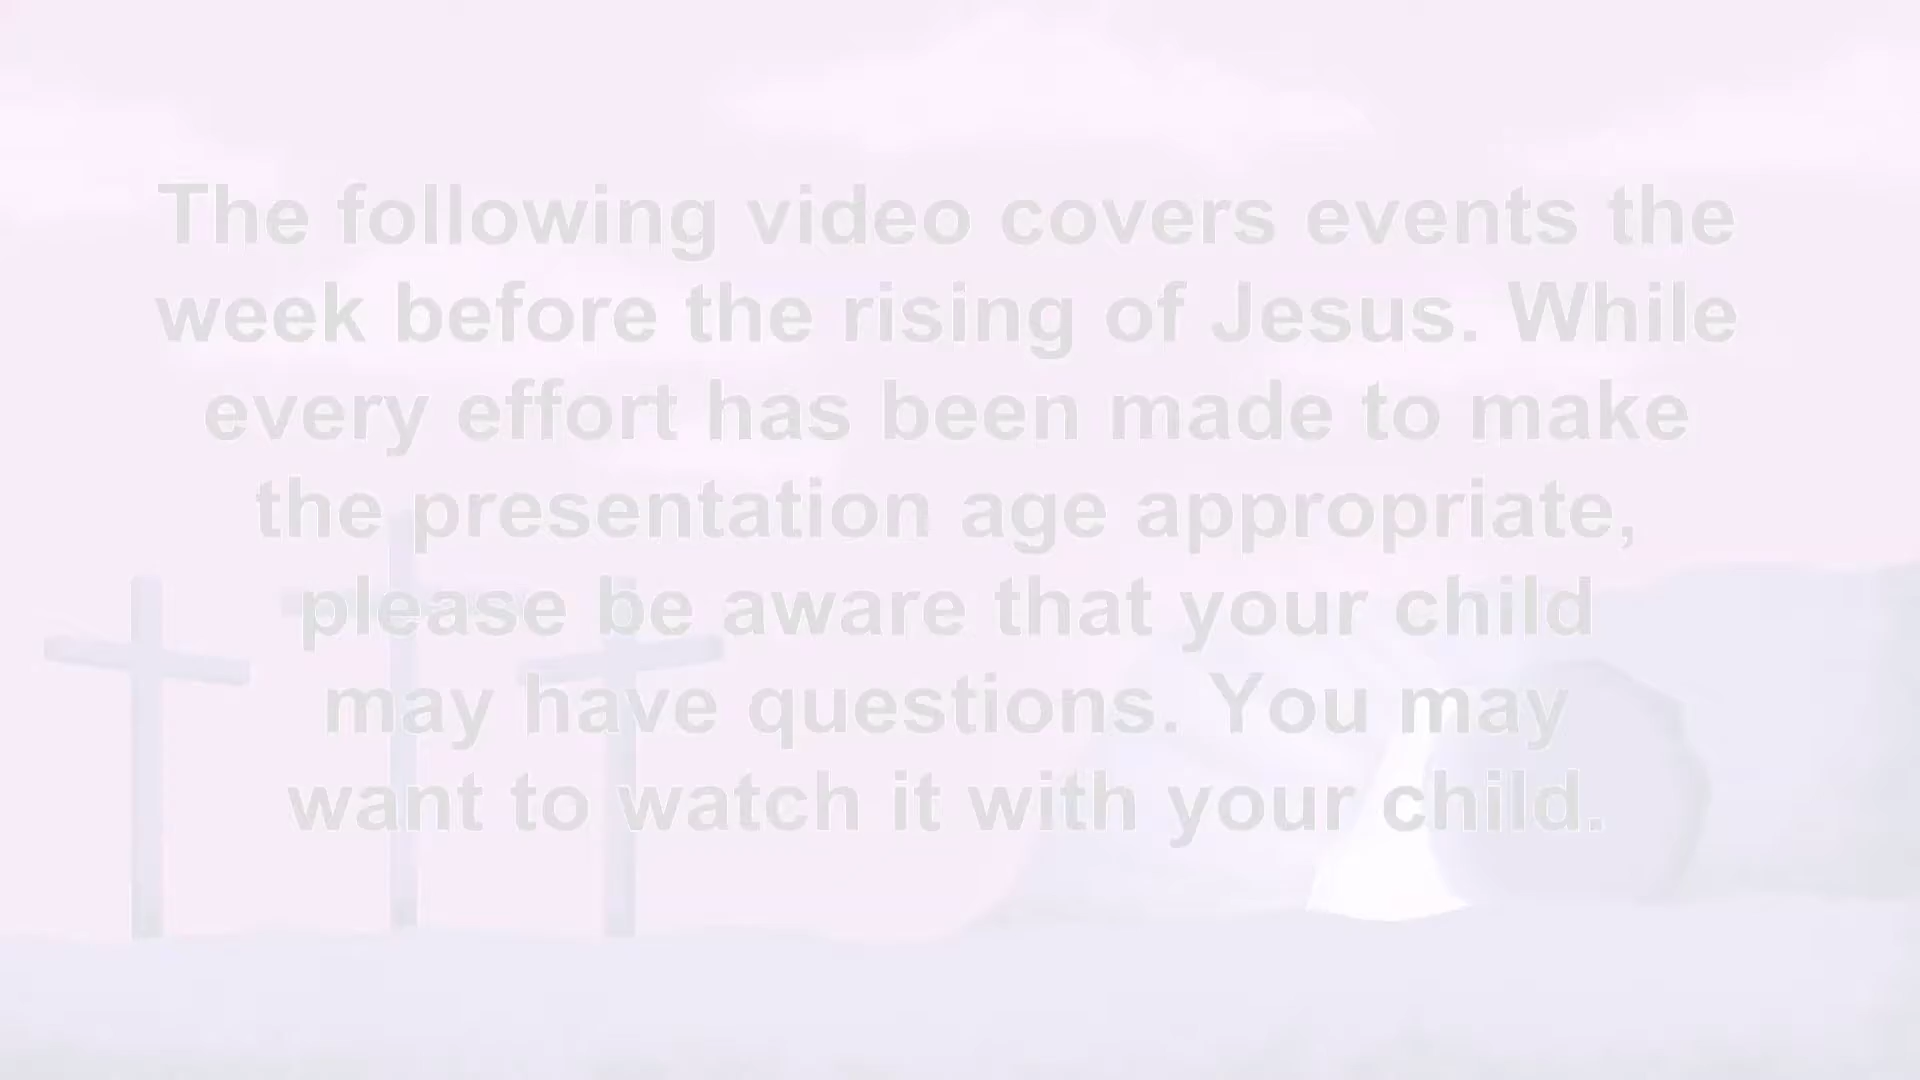 The following video covers events the
week before the rising of Jesus. While
every effort has been made to make
the presentation age appropriate,
please be aware that your child
may have questions. You may
want to watch it with your child.